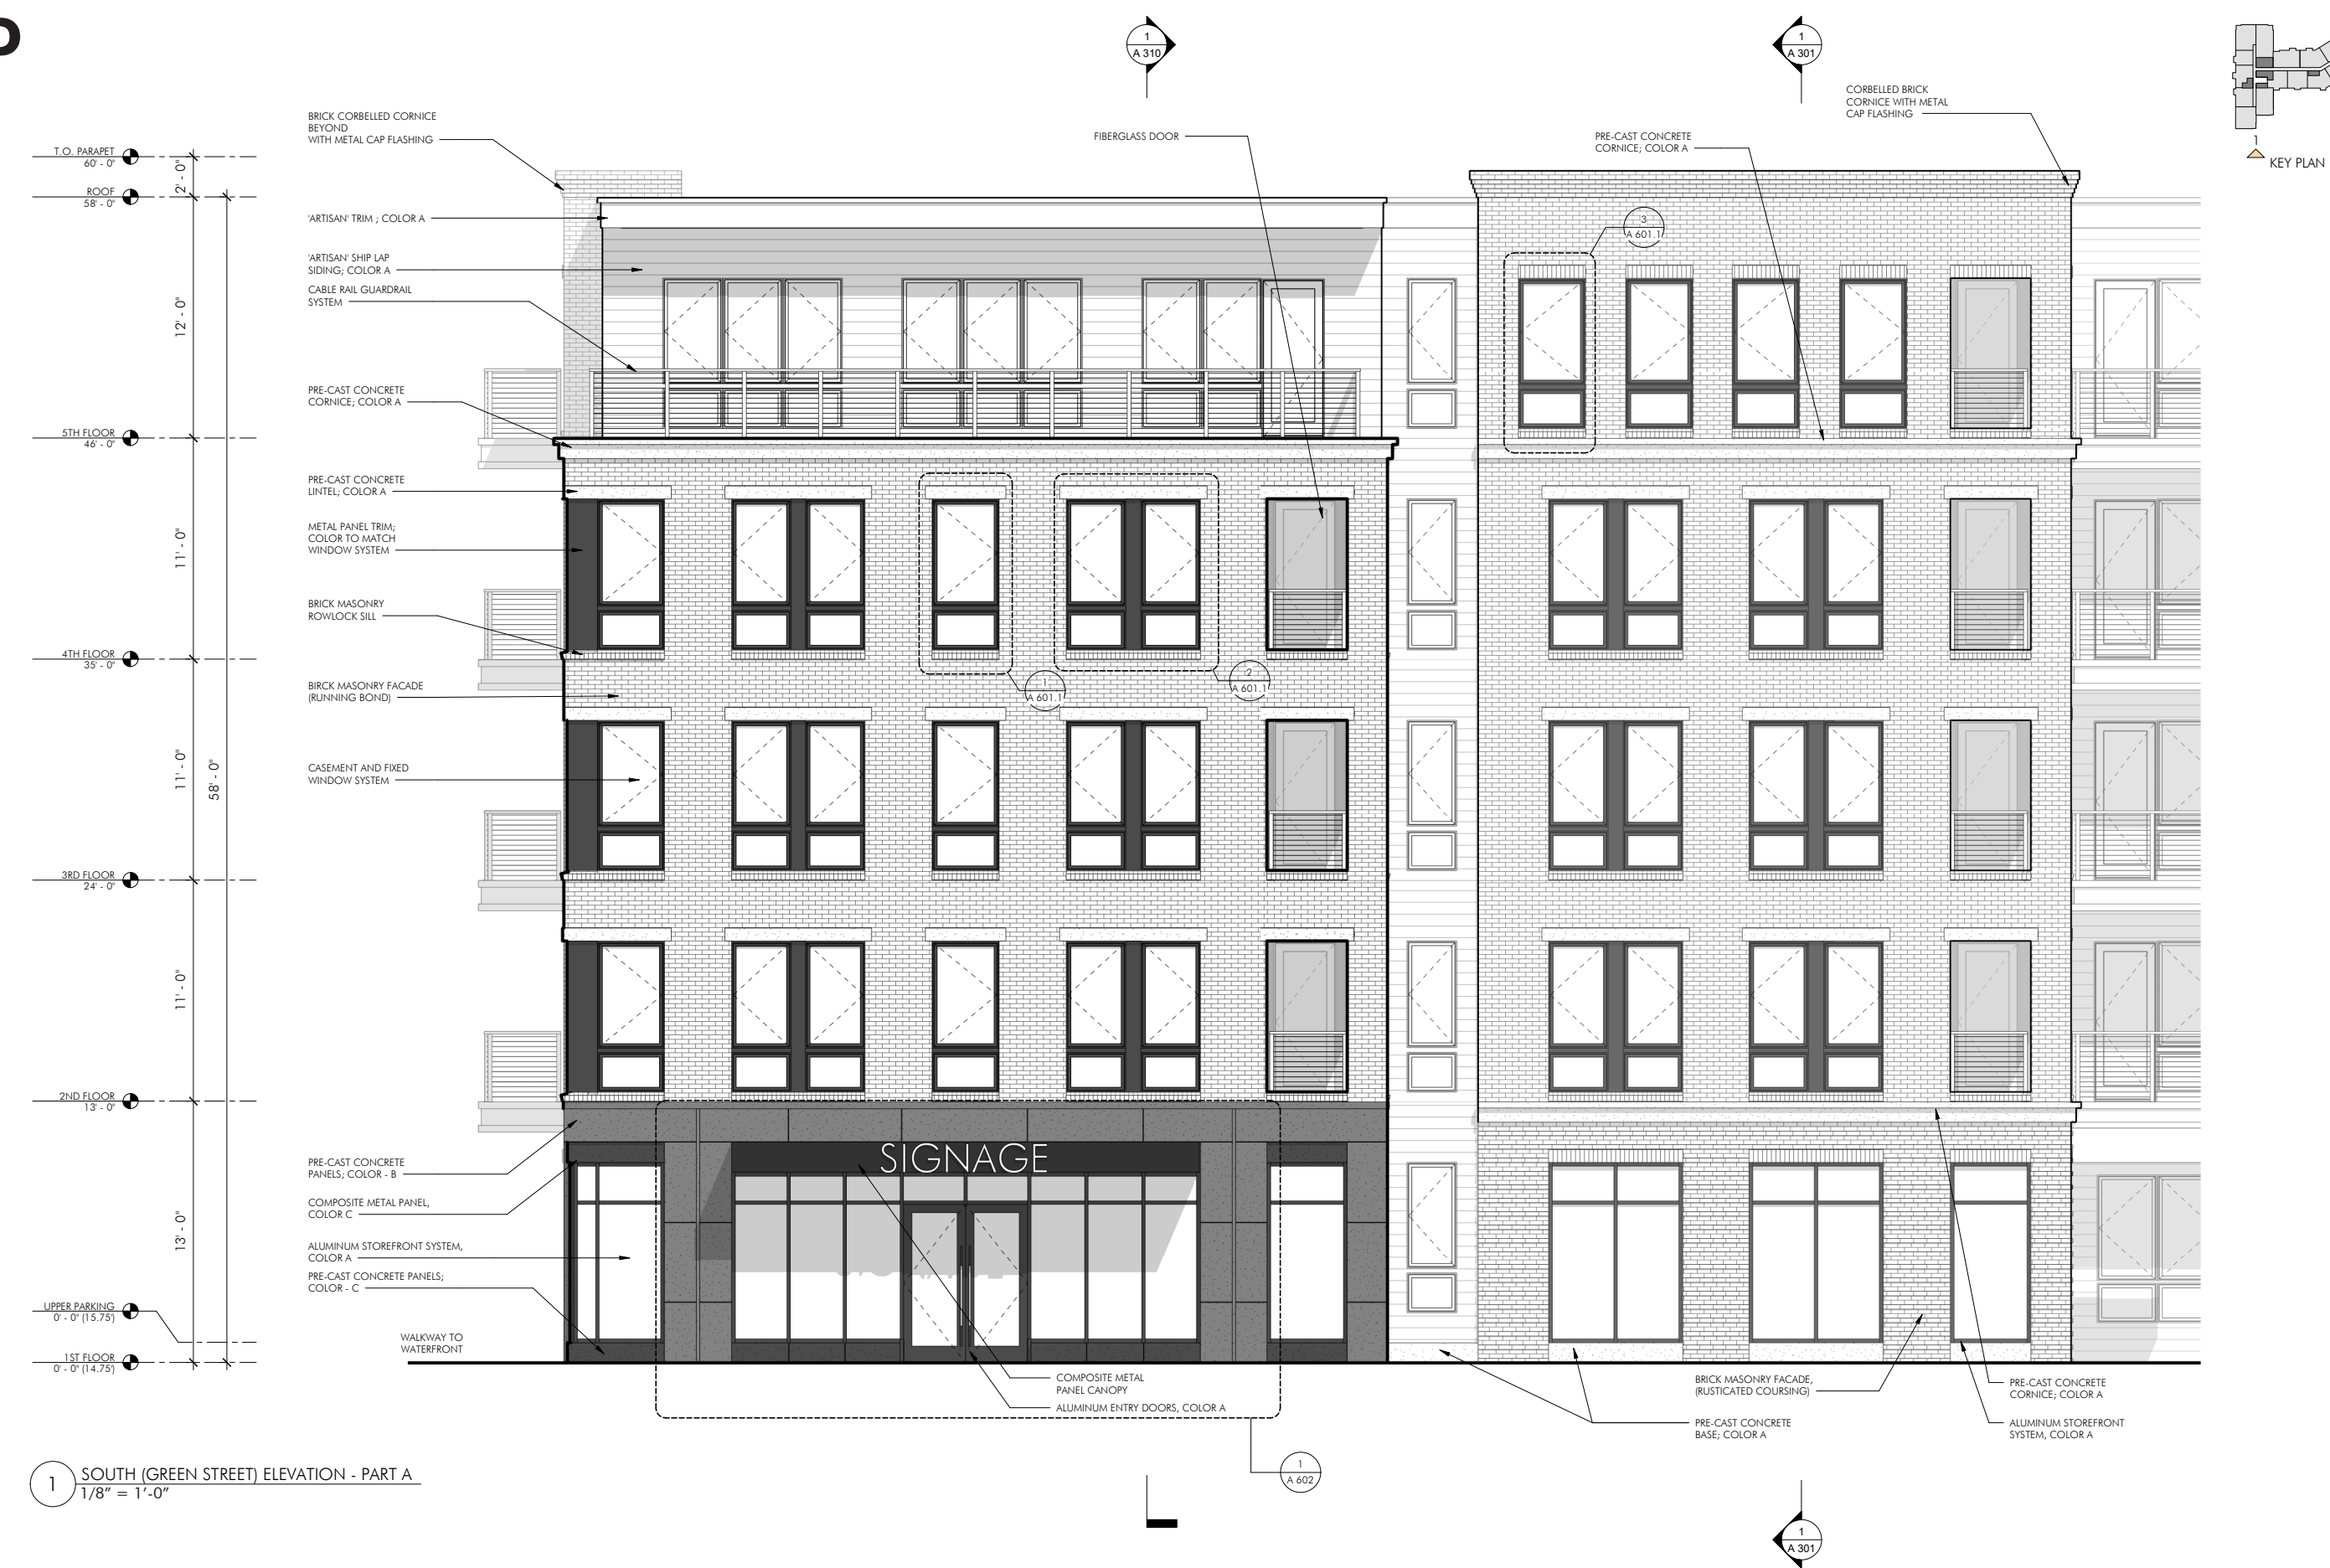 1
A 310
1
A 301
1
KEY PLAN
BRICK CORBELLED CORNICE
BEYOND
WITH METAL CAP FLASHING
FIBERGLASS DOOR
PRE-CAST CONCRETE
CORNICE; COLOR A
CORBELLED BRICK
CORNICE WITH METAL
CAP FLASHING
T.O. PARAPET
60' - 0"
2' - 0"
ROOF
58' - 0"
'ARTISAN' TRIM ; COLOR A
3
A 601.1
'ARTISAN' SHIP LAP
SIDING; COLOR A
CABLE RAIL GUARDRAIL
SYSTEM
12' - 0"
PRE-CAST CONCRETE
CORNICE; COLOR A
5TH FLOOR
46' - 0"
PRE-CAST CONCRETE
LINTEL; COLOR A
METAL PANEL TRIM;
COLOR TO MATCH
WINDOW SYSTEM
11' - 0"
BRICK MASONRY
ROWLOCK SILL
4TH FLOOR
35' - 0"
1
A 601.1
2
A 601.1
BIRCK MASONRY FACADE
(RUNNING BOND)
CASEMENT AND FIXED
WINDOW SYSTEM
11' - 0"
58' - 0"
3RD FLOOR
24' - 0"
11' - 0"
2ND FLOOR
13' - 0"
SIGNAGE
PRE-CAST CONCRETE
PANELS; COLOR - B
COMPOSITE METAL PANEL,
COLOR C
13' - 0"
ALUMINUM STOREFRONT SYSTEM,
COLOR A
PRE-CAST CONCRETE PANELS;
COLOR - C
UPPER PARKING
0' - 0" (15.75')
WALKWAY TO
WATERFRONT
1ST FLOOR
0' - 0" (14.75')
COMPOSITE METAL
PANEL CANOPY
ALUMINUM ENTRY DOORS, COLOR A
BRICK MASONRY FACADE,
(RUSTICATED COURSING)
PRE-CAST CONCRETE
CORNICE; COLOR A
PRE-CAST CONCRETE
BASE; COLOR A
ALUMINUM STOREFRONT
SYSTEM, COLOR A
1
A 602
1
SOUTH (GREEN STREET) ELEVATION - PART A
1/8" = 1'-0"
1
A 301